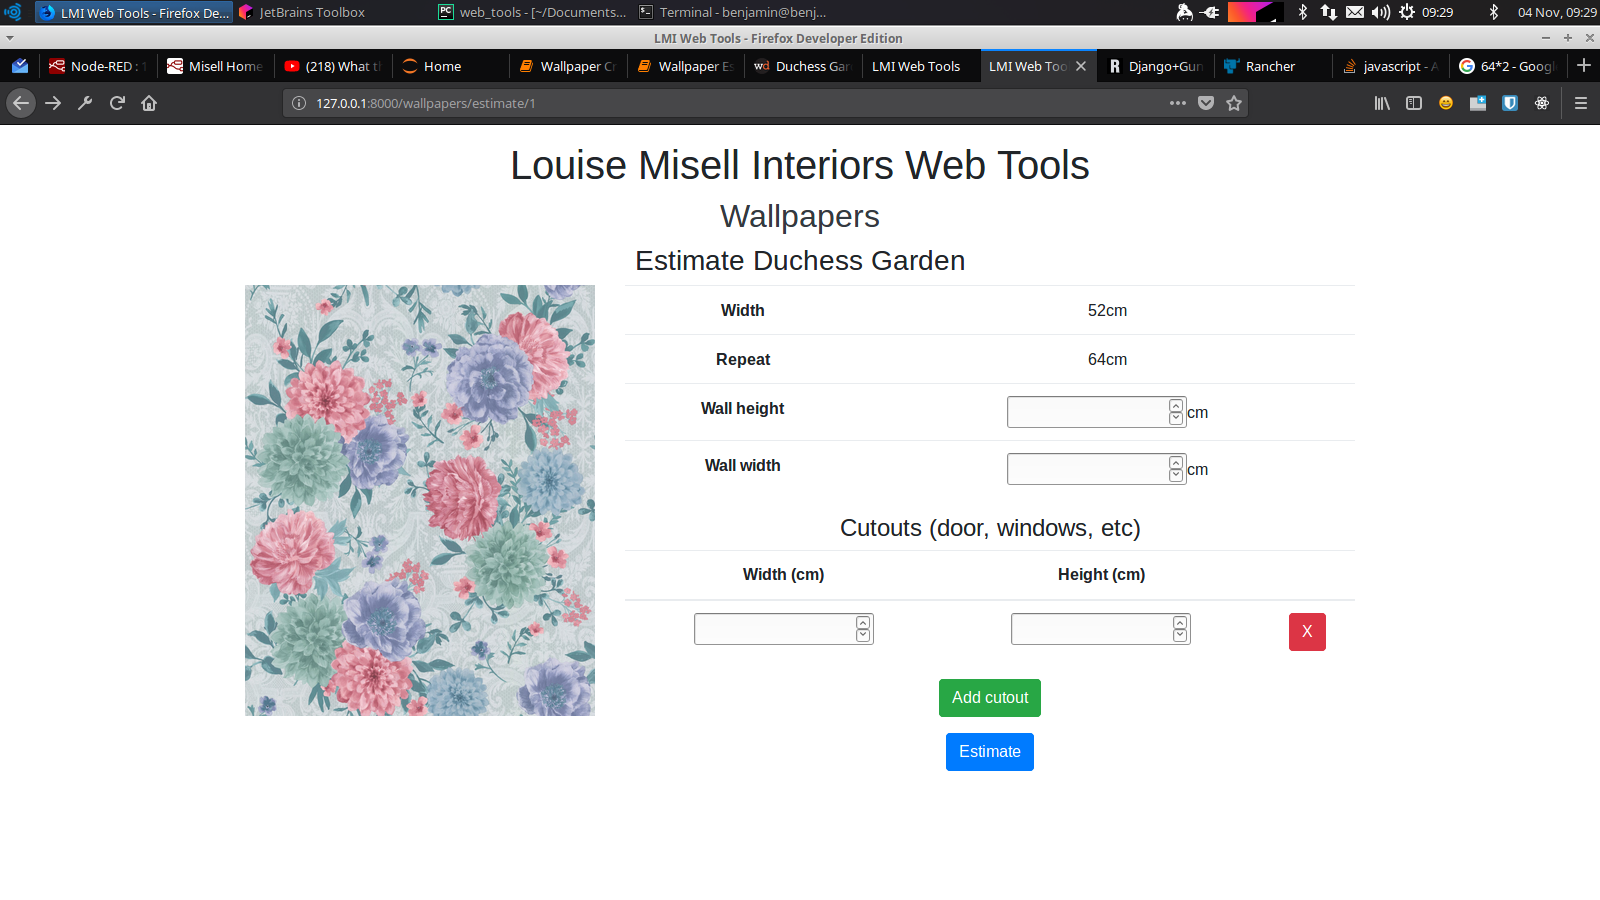 LMI Web Tools - Firefox De...
JetBrains Toolbox
web_tools - [~/Documents...
Terminal - benjamin@benj...
09:29
04 Nov, 09:29
LMI Web Tools - Firefox Developer Edition
Node-RED : 1
Misell Home
(218) What th
Home
Wallpaper Cr
Wallpaper Es
Duchess Gar
LMI Web Tools
LMI Web Too
Django+Gun
Rancher
javascript - A
64*2 - Googl
127.0.0.1:8000/wallpapers/estimate/1
Louise Misell Interiors Web Tools
Wallpapers
Estimate Duchess Garden
Width 52cm
Repeat 64cm
Wall height cm
Wall width cm
Cutouts (door, windows, etc)
Width (cm) Height (cm)
X
Add cutout
Estimate